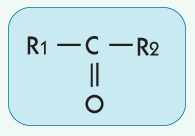 R1 — C — R2
||
O